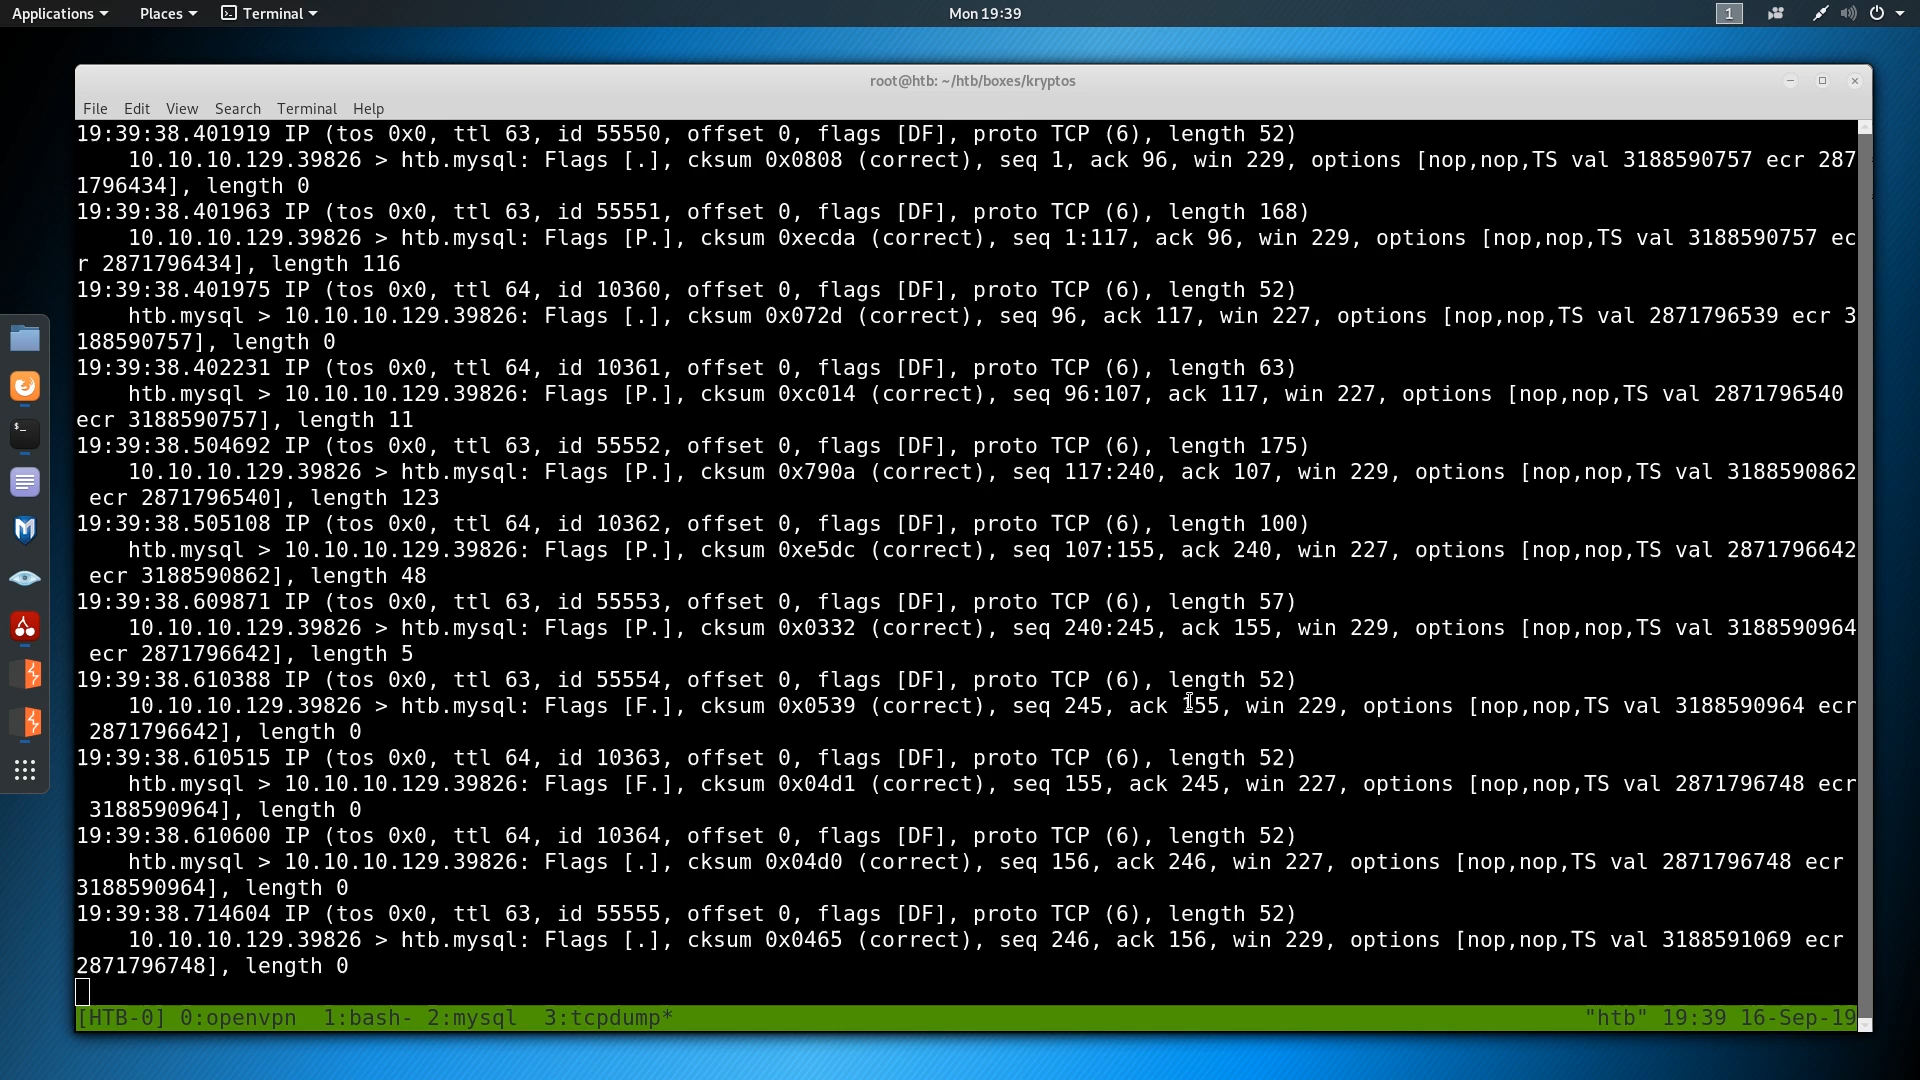 Applications Places Terminal Mon 19:39 1
root@htb: ~/htb/boxes/kryptos
File Edit View Search Terminal Help
19:39:38.401919 IP (tos 0x0, ttl 63, id 55550, offset 0, flags [DF], proto TCP (6), length 52)
    10.10.10.129.39826 > htb.mysql: Flags [.], cksum 0x0808 (correct), seq 1, ack 96, win 229, options [nop,nop,TS val 3188590757 ecr 287
1796434], length 0
19:39:38.401963 IP (tos 0x0, ttl 63, id 55551, offset 0, flags [DF], proto TCP (6), length 168)
    10.10.10.129.39826 > htb.mysql: Flags [P.], cksum 0xecda (correct), seq 1:117, ack 96, win 229, options [nop,nop,TS val 3188590757 ec
r 2871796434], length 116
19:39:38.401975 IP (tos 0x0, ttl 64, id 10360, offset 0, flags [DF], proto TCP (6), length 52)
    htb.mysql > 10.10.10.129.39826: Flags [.], cksum 0x072d (correct), seq 96, ack 117, win 227, options [nop,nop,TS val 2871796539 ecr 3
188590757], length 0
19:39:38.402231 IP (tos 0x0, ttl 64, id 10361, offset 0, flags [DF], proto TCP (6), length 63)
    htb.mysql > 10.10.10.129.39826: Flags [P.], cksum 0xc014 (correct), seq 96:107, ack 117, win 227, options [nop,nop,TS val 2871796540
ecr 3188590757], length 11
19:39:38.504692 IP (tos 0x0, ttl 63, id 55552, offset 0, flags [DF], proto TCP (6), length 175)
    10.10.10.129.39826 > htb.mysql: Flags [P.], cksum 0x790a (correct), seq 117:240, ack 107, win 229, options [nop,nop,TS val 3188590862
 ecr 2871796540], length 123
19:39:38.505108 IP (tos 0x0, ttl 64, id 10362, offset 0, flags [DF], proto TCP (6), length 100)
    htb.mysql > 10.10.10.129.39826: Flags [P.], cksum 0xe5dc (correct), seq 107:155, ack 240, win 227, options [nop,nop,TS val 2871796642
 ecr 3188590862], length 48
19:39:38.609871 IP (tos 0x0, ttl 63, id 55553, offset 0, flags [DF], proto TCP (6), length 57)
    10.10.10.129.39826 > htb.mysql: Flags [P.], cksum 0x0332 (correct), seq 240:245, ack 155, win 229, options [nop,nop,TS val 3188590964
 ecr 2871796642], length 5
19:39:38.610388 IP (tos 0x0, ttl 63, id 55554, offset 0, flags [DF], proto TCP (6), length 52)
    10.10.10.129.39826 > htb.mysql: Flags [F.], cksum 0x0539 (correct), seq 245, ack 155, win 229, options [nop,nop,TS val 3188590964 ecr
 2871796642], length 0
19:39:38.610515 IP (tos 0x0, ttl 64, id 10363, offset 0, flags [DF], proto TCP (6), length 52)
    htb.mysql > 10.10.10.129.39826: Flags [F.], cksum 0x04d1 (correct), seq 155, ack 245, win 227, options [nop,nop,TS val 2871796748 ecr
 3188590964], length 0
19:39:38.610600 IP (tos 0x0, ttl 64, id 10364, offset 0, flags [DF], proto TCP (6), length 52)
    htb.mysql > 10.10.10.129.39826: Flags [.], cksum 0x04d0 (correct), seq 156, ack 246, win 227, options [nop,nop,TS val 2871796748 ecr
3188590964], length 0
19:39:38.714604 IP (tos 0x0, ttl 63, id 55555, offset 0, flags [DF], proto TCP (6), length 52)
    10.10.10.129.39826 > htb.mysql: Flags [.], cksum 0x0465 (correct), seq 246, ack 156, win 229, options [nop,nop,TS val 3188591069 ecr
2871796748], length 0
[HTB-0] 0:openvpn  1:bash- 2:mysql  3:tcpdump* "htb" 19:39 16-Sep-19